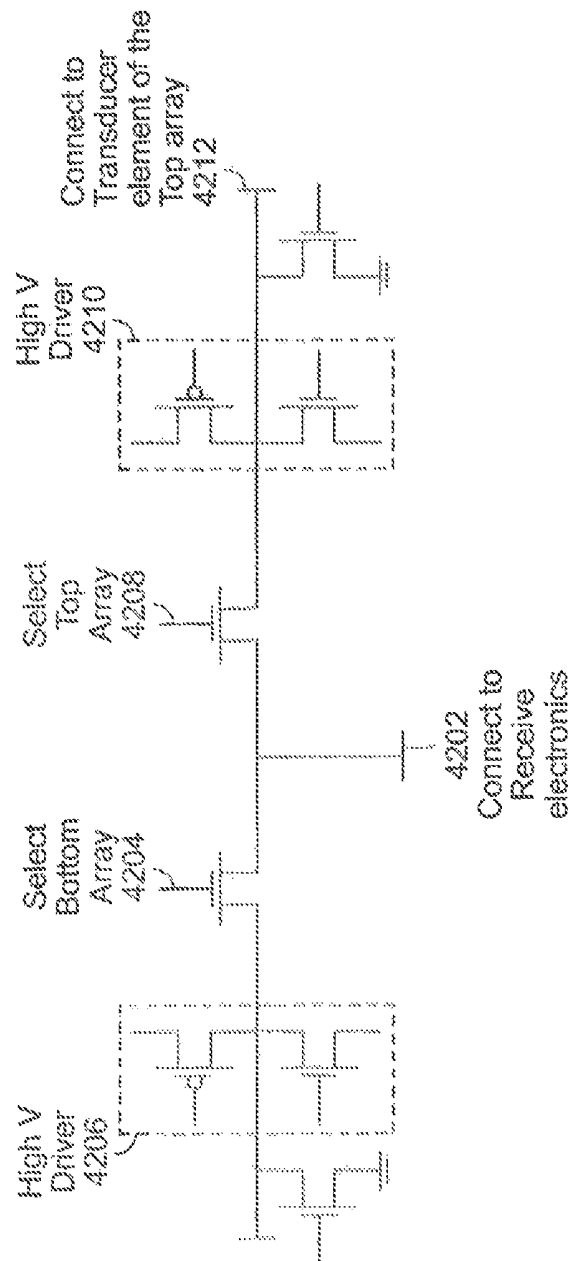 High V
Driver
4206
Select
Bottom
Array
4204
Select
Top
Array
4208
High V
Driver
4210
Connect to
Transducer
element of the
Top array
4212
4202
Connect to
Receive
electronics